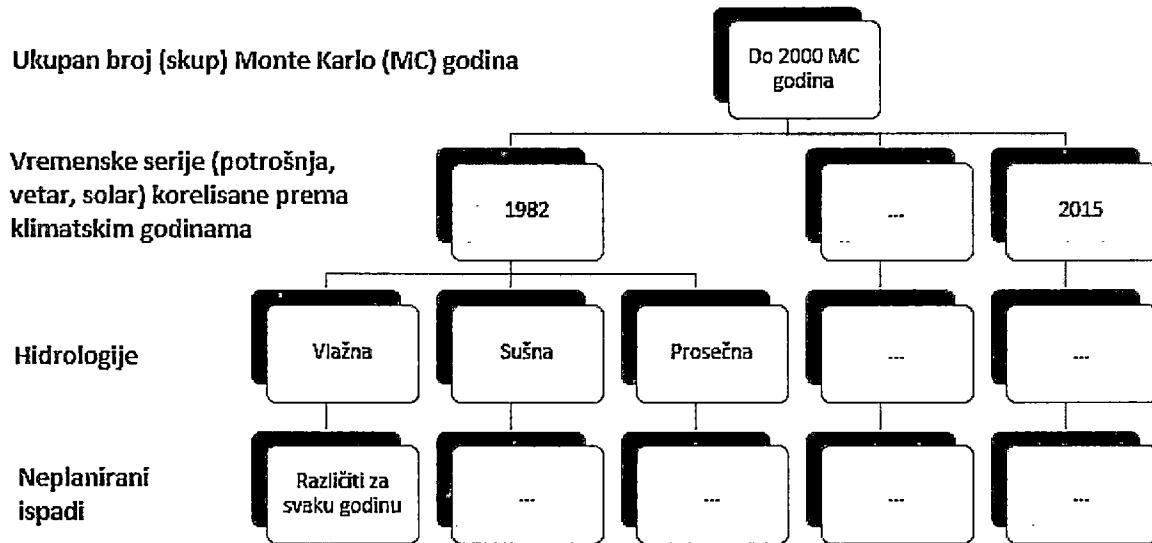 Ukupan broj (skup) Monte Karlo (MC) godina
Do 2000 MC
godina
Vremenske serije (potrošnja,
vetar, solar) korelisane prema
klimatskim godinama
1982
...
2015
Hidrologije
Vlažna
Sušna
Prosečna
...
...
Neplanirani
ispadi
Različiti za
svaku godinu
...
...
...
...